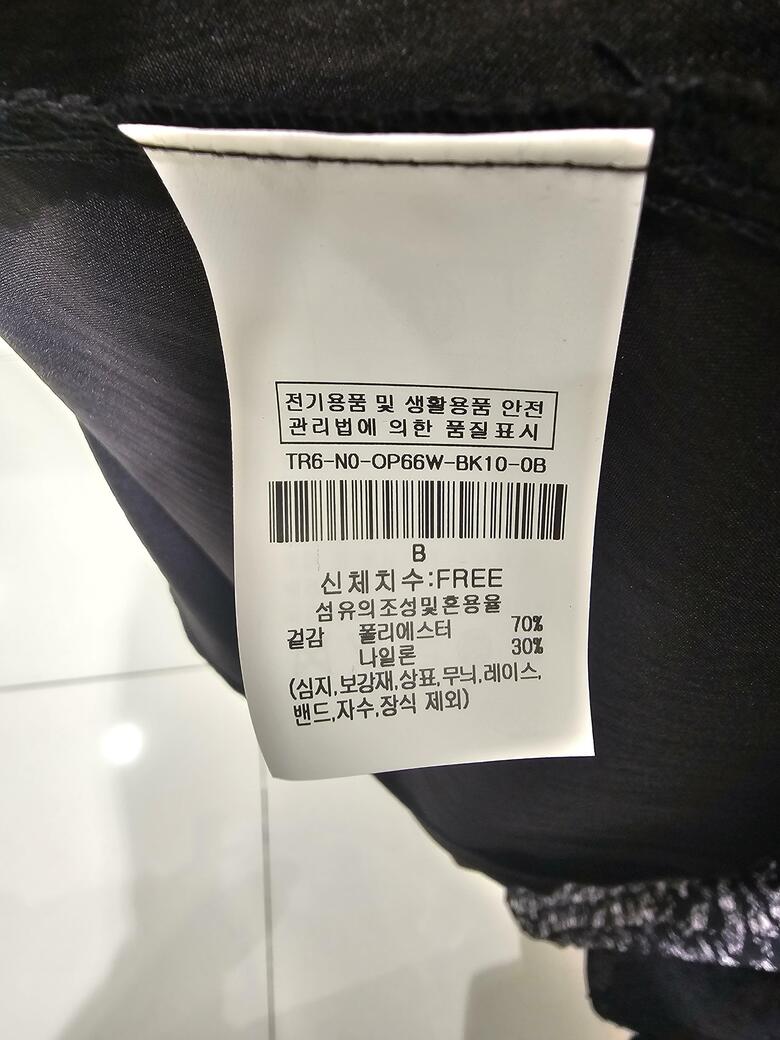 전기용품 및 생활용품 안전
관리법에 의한 품질표시
TR6-N0-OP66W-BK10-0B
B
신체치수:FREE
섬유의조성및혼용율
겉감 폴리에스터 70%
나일론 30%
(심지,보강재,상표,무늬,레이스,
밴드,자수,장식 제외)